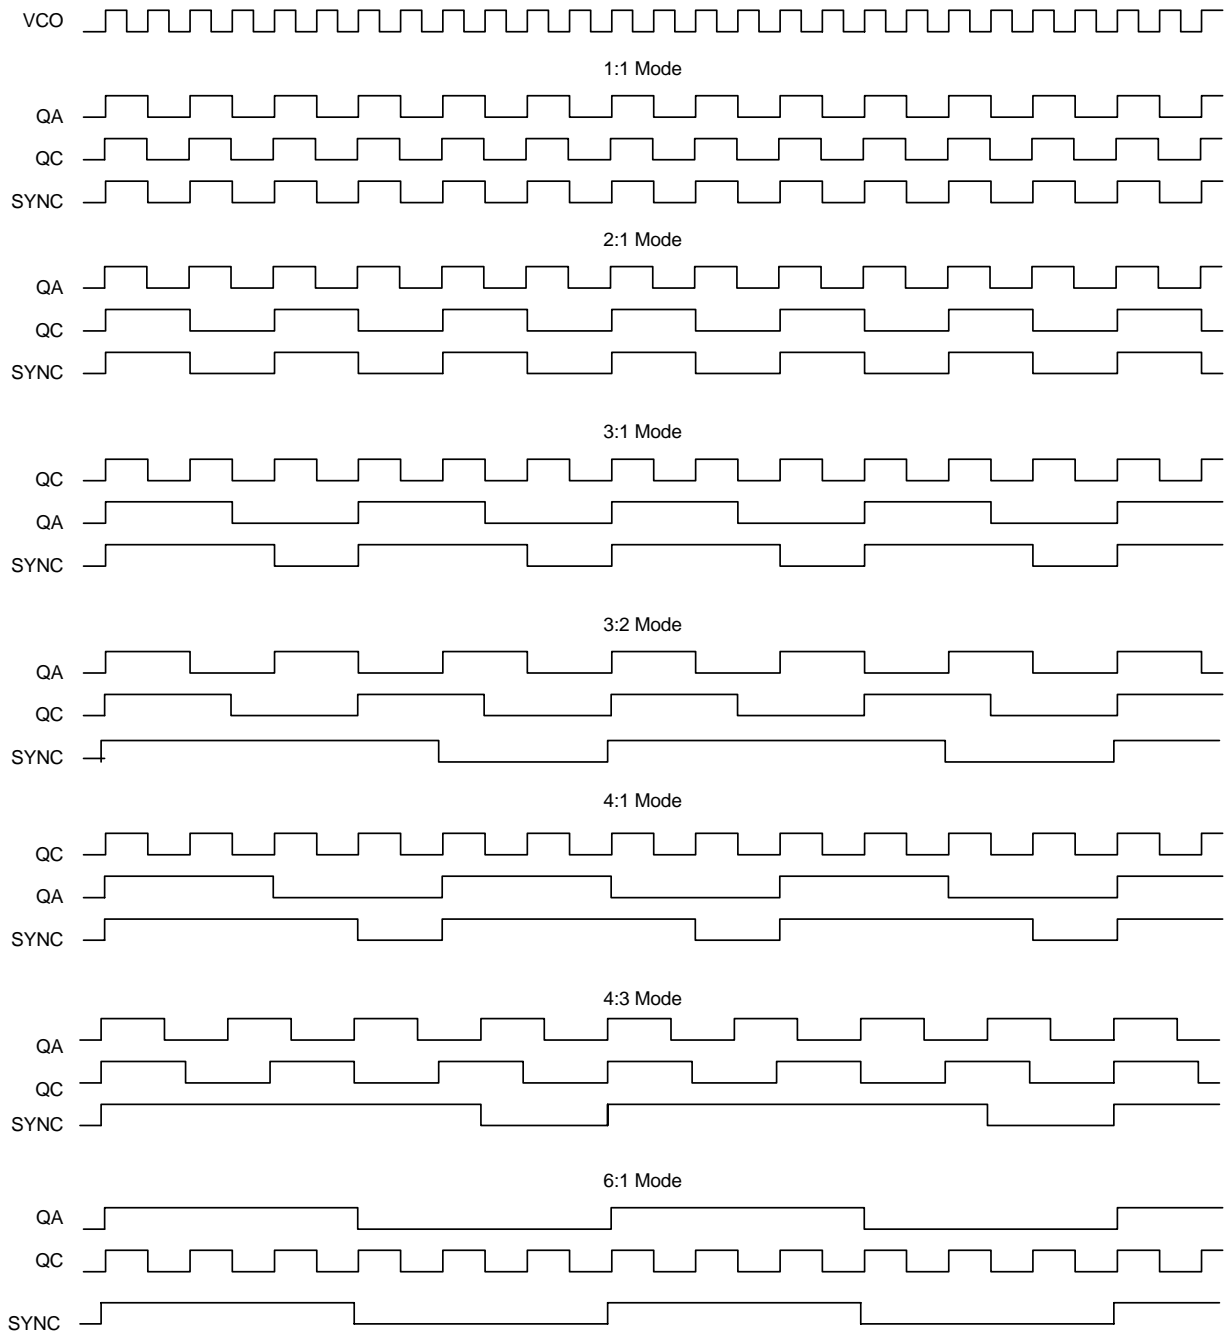 VCO
1:1 Mode
QA
QC
SYNC
2:1 Mode
QA
QC
SYNC
3:1 Mode
QC
QA
SYNC
3:2 Mode
QA
QC
SYNC
4:1 Mode
QC
QA
SYNC
4:3 Mode
QA
QC
SYNC
6:1 Mode
QA
QC
SYNC